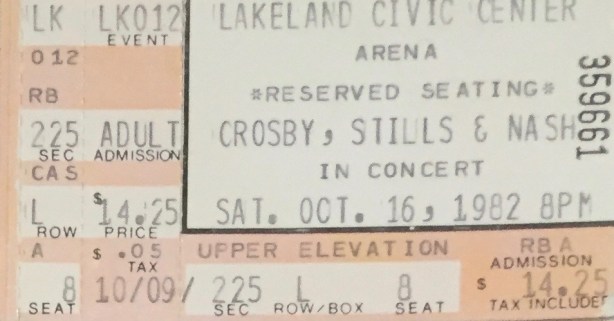 LK LK012 LAKELAND CIVIC CENTER
EVENT
012 ARENA
RB *RESERVED SEATING*
225 ADULT CROSBY, STILLS & NASH
SEC ADMISSION
CAS IN CONCERT
L $14.25 SAT. OCT. 16, 1982 8PM
ROW PRICE
A $ .05 UPPER ELEVATION RBA
TAX ADMISSION
8 10/09/ 225 L 8 $ 14.25
SEAT SEC ROW/BOX SEAT TAX INCLUDED
359661